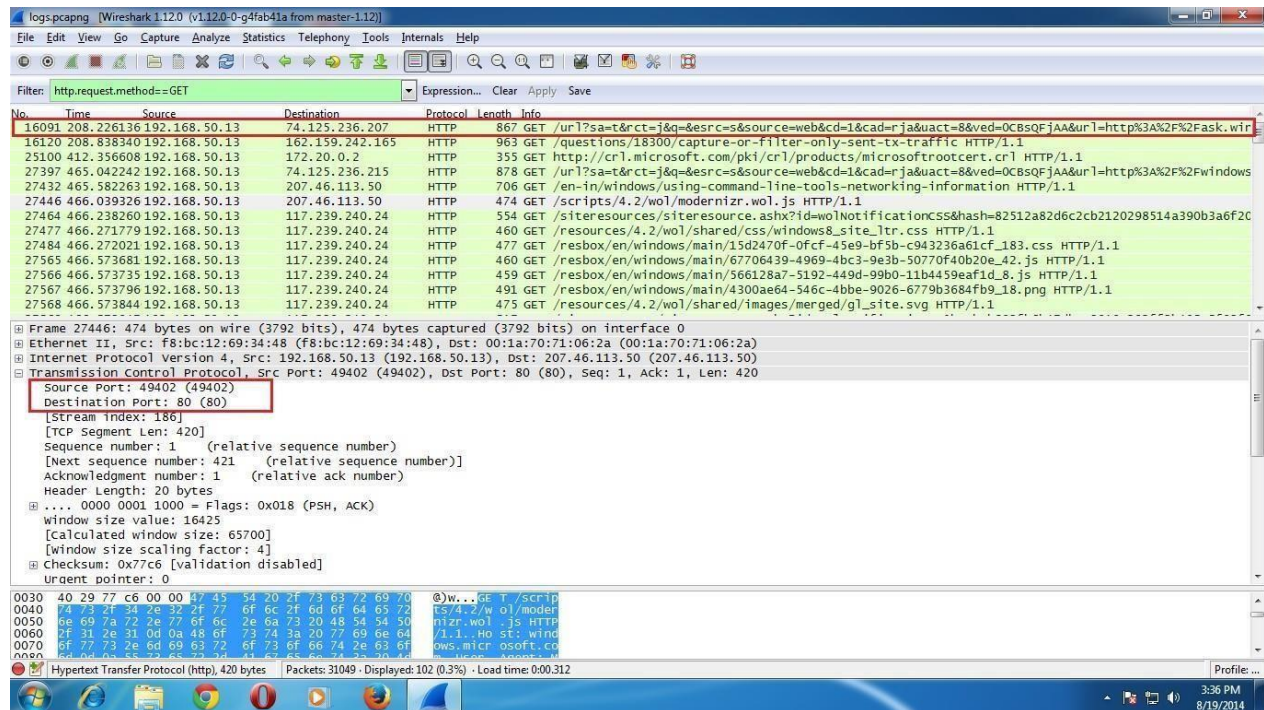 logs.pcapng [Wireshark 1.12.0 (v1.12.0-0-g4fab41a from master-1.12)]
File Edit View Go Capture Analyze Statistics Telephony Tools Internals Help
Filter: http.request.method==GET Expression... Clear Apply Save
No. Time Source Destination Protocol Length Info
16091 208.226136 192.168.50.13 74.125.236.207 HTTP 867 GET /url?sa=t&rct=j&q=&esrc=s&source=web&cd=1&cad=rja&uact=8&ved=0CBsQFjAA&url=http%3A%2F%2Fask.wir
16120 208.838340 192.168.50.13 162.159.242.165 HTTP 963 GET /questions/18300/capture-or-filter-only-sent-tx-traffic HTTP/1.1
25100 412.356608 192.168.50.13 172.20.0.2 HTTP 355 GET http://crl.microsoft.com/pki/crl/products/microsoftrootcert.crl HTTP/1.1
27397 465.042242 192.168.50.13 74.125.236.215 HTTP 878 GET /url?sa=t&rct=j&q=&esrc=s&source=web&cd=1&cad=rja&uact=8&ved=0CBsQFjAA&url=http%3A%2F%2Fwindows
27432 465.582263 192.168.50.13 207.46.113.50 HTTP 706 GET /en-in/windows/using-command-line-tools-networking-information HTTP/1.1
27446 466.039326 192.168.50.13 207.46.113.50 HTTP 474 GET /scripts/4.2/wol/modernizr.wol.js HTTP/1.1
27464 466.238260 192.168.50.13 117.239.240.24 HTTP 554 GET /siteresources/siteresource.ashx?id=wolNotificationCSS&hash=82512a82d6c2cb2120298514a390b3a6f2C
27477 466.271779 192.168.50.13 117.239.240.24 HTTP 460 GET /resources/4.2/wol/shared/css/windows8_site_ltr.css HTTP/1.1
27484 466.272021 192.168.50.13 117.239.240.24 HTTP 477 GET /resbox/en/windows/main/15d2470f-0fcf-45e9-bf5b-c943236a61cf_183.css HTTP/1.1
27565 466.573681 192.168.50.13 117.239.240.24 HTTP 460 GET /resbox/en/windows/main/67706439-4969-4bc3-9e3b-50770f40b20e_42.js HTTP/1.1
27566 466.573735 192.168.50.13 117.239.240.24 HTTP 459 GET /resbox/en/windows/main/566128a7-5192-449d-99b0-11b4459eaf1d_8.js HTTP/1.1
27567 466.573796 192.168.50.13 117.239.240.24 HTTP 491 GET /resbox/en/windows/main/4300ae64-546c-4bbe-9026-6779b3684fb9_18.png HTTP/1.1
27568 466.573844 192.168.50.13 117.239.240.24 HTTP 475 GET /resources/4.2/wol/shared/images/merged/gl_site.svg HTTP/1.1
Frame 27446: 474 bytes on wire (3792 bits), 474 bytes captured (3792 bits) on interface 0
Ethernet II, Src: f8:bc:12:69:34:48 (f8:bc:12:69:34:48), Dst: 00:1a:70:71:06:2a (00:1a:70:71:06:2a)
Internet Protocol Version 4, Src: 192.168.50.13 (192.168.50.13), Dst: 207.46.113.50 (207.46.113.50)
Transmission Control Protocol, Src Port: 49402 (49402), Dst Port: 80 (80), Seq: 1, Ack: 1, Len: 420
Source Port: 49402 (49402)
Destination Port: 80 (80)
[Stream index: 186]
[TCP Segment Len: 420]
Sequence number: 1 (relative sequence number)
[Next sequence number: 421 (relative sequence number)]
Acknowledgment number: 1 (relative ack number)
Header Length: 20 bytes
.... 0000 0001 1000 = Flags: 0x018 (PSH, ACK)
Window size value: 16425
[Calculated window size: 65700]
[Window size scaling factor: 4]
Checksum: 0x77c6 [validation disabled]
Urgent pointer: 0
0030 40 29 77 c6 00 00 47 45 54 20 2f 73 63 72 69 70 @)w...GE T /scrip
0040 74 73 2f 34 2e 32 2f 77 6f 6c 2f 6d 6f 64 65 72 ts/4.2/w ol/moder
0050 6e 69 7a 72 2e 77 6f 6c 2e 6a 73 20 48 54 54 50 nizr.wol .js HTTP
0060 2f 31 2e 31 0d 0a 48 6f 73 74 3a 20 77 69 6e 64 /1.1..Ho st: wind
0070 6f 77 73 2e 6d 69 63 72 6f 73 6f 66 74 2e 63 6f ows.micr osoft.co
0080 6d 0d 0a 55 73 65 72 2d 41 67 65 6e 74 3a 20 4d m..User- Agent: M
Hypertext Transfer Protocol (http), 420 bytes Packets: 31049 · Displayed: 102 (0.3%) · Load time: 0:00.312 Profile: ...
3:36 PM
8/19/2014